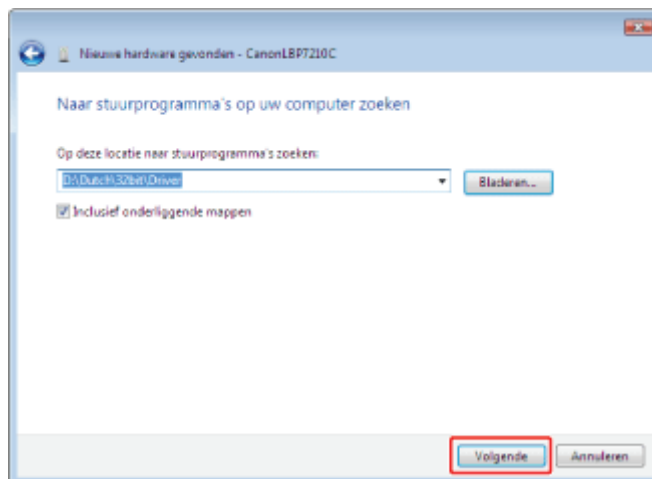 Nieuwe hardware gevonden - CanonLBP7210C
Naar stuurprogramma's op uw computer zoeken
Op deze locatie naar stuurprogramma's zoeken:
D:\Dutch\32bit\Driver
Bladeren...
Inclusief onderliggende mappen
Volgende
Annuleren